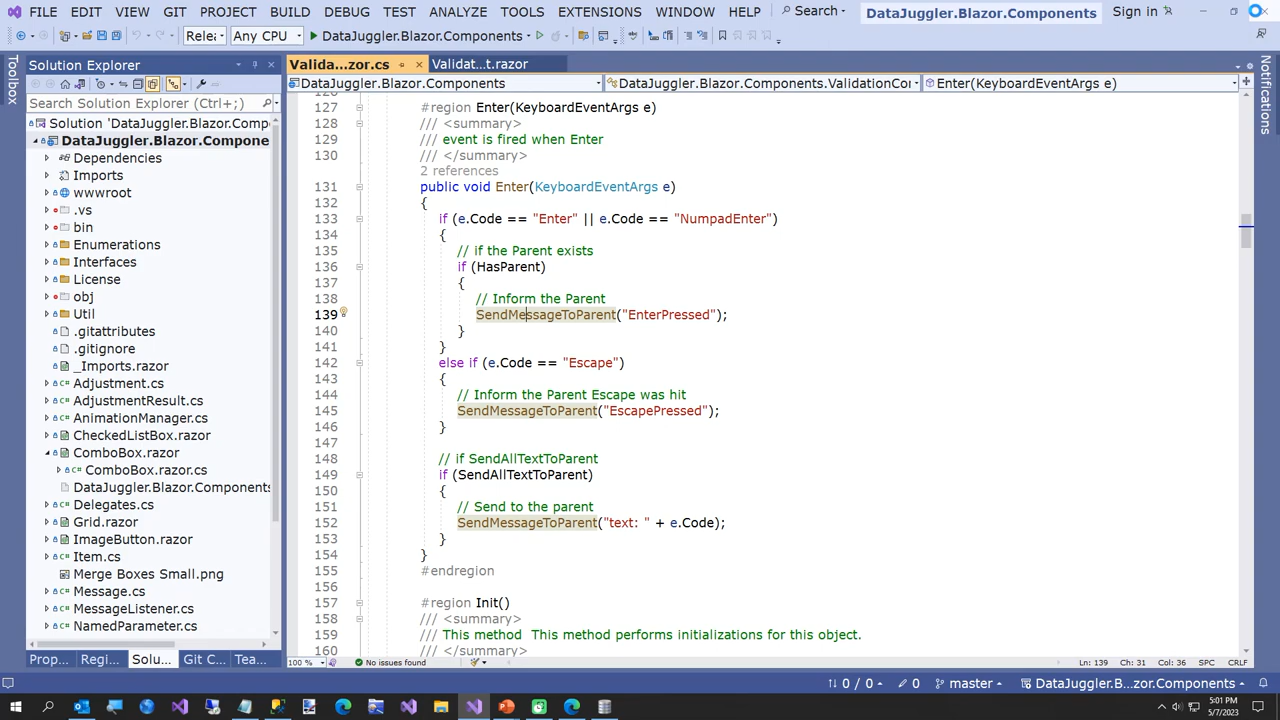 FILE EDIT VIEW GIT PROJECT BUILD DEBUG TEST ANALYZE TOOLS EXTENSIONS WINDOW HELP Search DataJuggler.Blazor.Components Sign in
Relea Any CPU DataJuggler.Blazor.Components
Toolbox
Solution Explorer
Search Solution Explorer (Ctrl+;)
Solution 'DataJuggler.Blazor.Compo
DataJuggler.Blazor.Compone
Dependencies
Imports
wwwroot
.vs
bin
Enumerations
Interfaces
License
obj
Util
.gitattributes
.gitignore
_Imports.razor
Adjustment.cs
AdjustmentResult.cs
AnimationManager.cs
CheckedListBox.razor
ComboBox.razor
ComboBox.razor.cs
DataJuggler.Blazor.Components
Delegates.cs
Grid.razor
ImageButton.razor
Item.cs
Merge Boxes Small.png
Message.cs
MessageListener.cs
NamedParameter.cs
Prop... Regi... Solu... Git C... Tea...
Valida...zor.cs Validat...t.razor
DataJuggler.Blazor.Components DataJuggler.Blazor.Components.ValidationCor Enter(KeyboardEventArgs e)
127 #region Enter(KeyboardEventArgs e)
128 /// <summary>
129 /// event is fired when Enter
130 /// </summary>
2 references
131 public void Enter(KeyboardEventArgs e)
132 {
133 if (e.Code == "Enter" || e.Code == "NumpadEnter")
134 {
135 // if the Parent exists
136 if (HasParent)
137 {
138 // Inform the Parent
139 SendMessageToParent("EnterPressed");
140 }
141 }
142 else if (e.Code == "Escape")
143 {
144 // Inform the Parent Escape was hit
145 SendMessageToParent("EscapePressed");
146 }
147
148 // if SendAllTextToParent
149 if (SendAllTextToParent)
150 {
151 // Send to the parent
152 SendMessageToParent("text: " + e.Code);
153 }
154 }
155 #endregion
156
157 #region Init()
158 /// <summary>
159 /// This method  This method performs initializations for this object.
160 /// </summary>
100 % No issues found Ln: 139 Ch: 31 Col: 36 SPC CRLF
Notifications
0 / 0 0 master DataJuggler.B...zor.Components
5:01 PM
5/7/2023